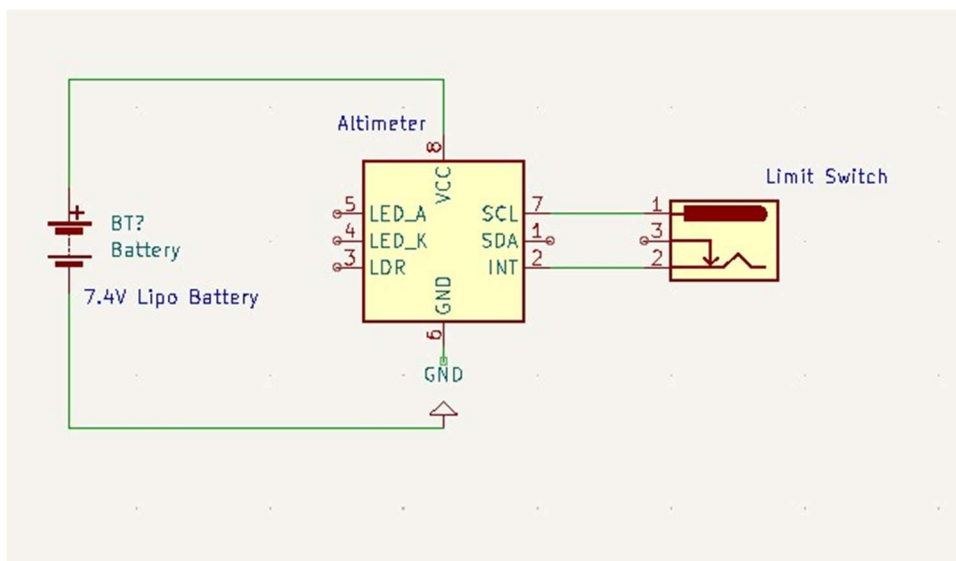 Altimeter
8
VCC
Limit Switch
5 LED_A SCL 7 1
4 LED_K SDA 1 3
3 LDR INT 2 2
+ BT?
Battery
7.4V Lipo Battery
GND
6
GND